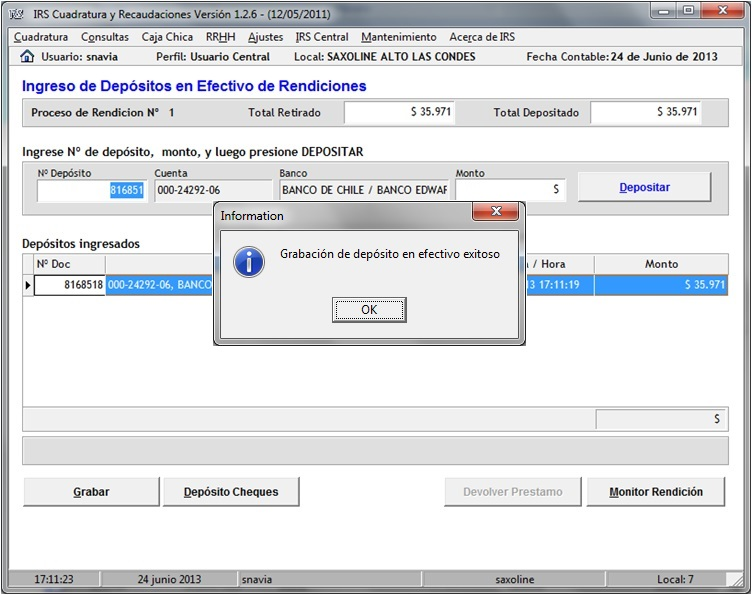 IRS Cuadratura y Recaudaciones Versión 1.2.6 - (12/05/2011)
Cuadratura Consultas Caja Chica RRHH Ajustes IRS Central Mantenimiento Acerca de IRS
Usuario: snavia Perfil: Usuario Central Local: SAXOLINE ALTO LAS CONDES Fecha Contable: 24 de Junio de 2013
Ingreso de Depósitos en Efectivo de Rendiciones
Proceso de Rendicion Nº 1 Total Retirado $ 35.971 Total Depositado $ 35.971
Ingrese Nº de depósito, monto, y luego presione DEPOSITAR
Nº Depósito Cuenta Banco Monto
816851 000-24292-06 BANCO DE CHILE / BANCO EDWAR $ Depositar
Information
Grabación de depósito en efectivo exitoso
OK
Depósitos ingresados
Nº Doc / Hora Monto
8168518 000-24292-06, BANCO 13 17:11:19 $ 35.971
$
Grabar Depósito Cheques Devolver Prestamo Monitor Rendición
17:11:23 24 junio 2013 snavia saxoline Local: 7